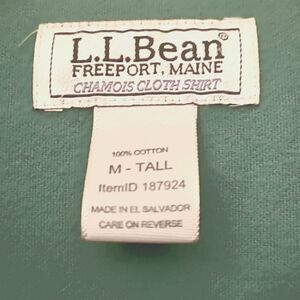 L.L.Bean®
FREEPORT, MAINE
CHAMOIS CLOTH SHIRT
100% COTTON
M - TALL
ItemID 187924
MADE IN EL SALVADOR
CARE ON REVERSE